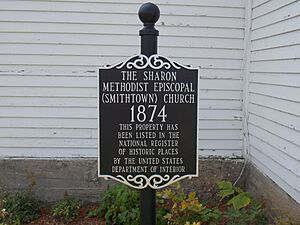 THE SHARON
METHODIST EPISCOPAL
(SMITHTOWN) CHURCH
1874
THIS PROPERTY HAS
BEEN LISTED IN THE
NATIONAL REGISTER
OF HISTORIC PLACES
BY THE UNITED STATES
DEPARTMENT OF INTERIOR